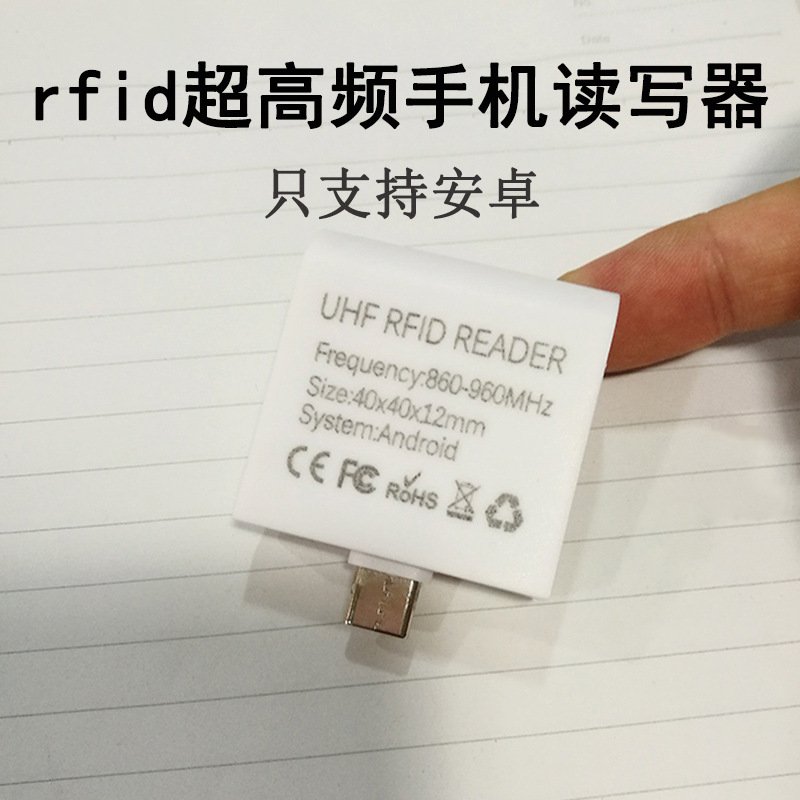 rfid超高频手机读写器
只支持安卓
UHF RFID READER
Frequency:860-960MHz
Size:40x40x12mm
System:Android
CE FC RoHS